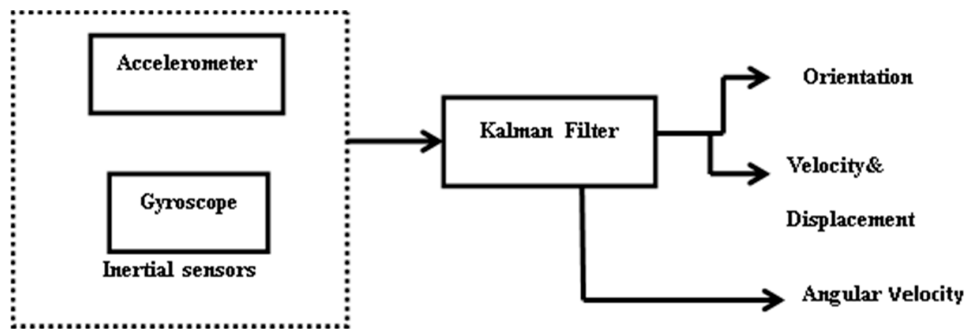 Accelerometer
Gyroscope
Inertial sensors
Kalman Filter
Orientation
Velocity&
Displacement
Angular Velocity